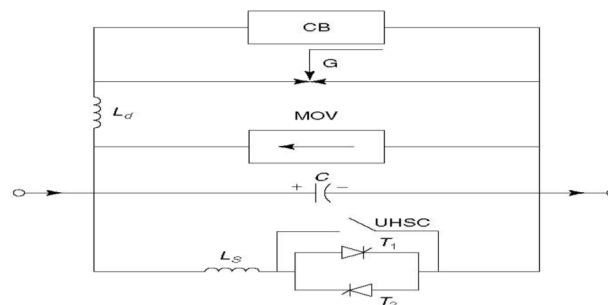 CB
G
L_d
MOV
+ C −
UHSC
L_S
T_1
T_2